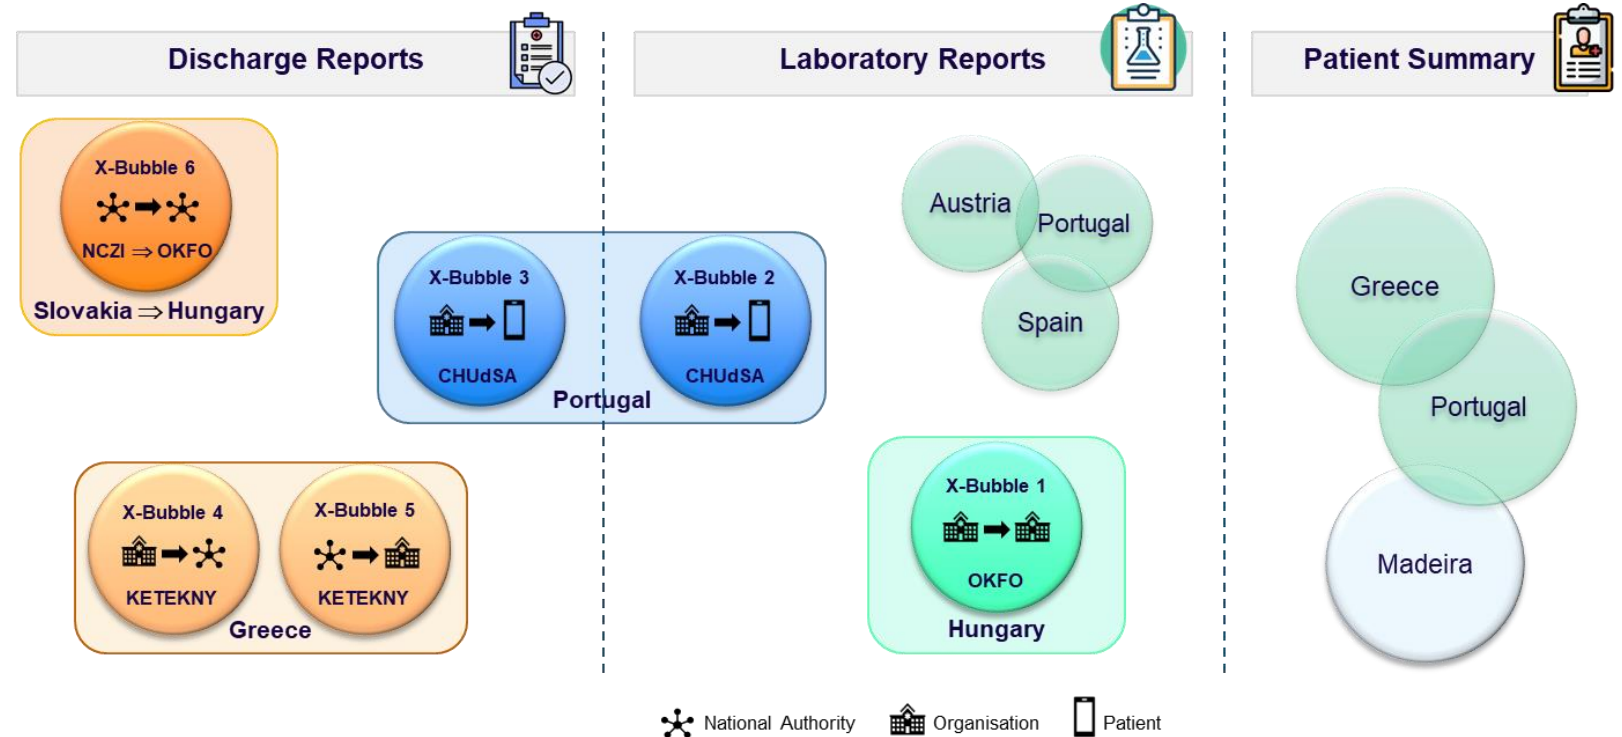 Discharge Reports
Laboratory Reports
Patient Summary
X-Bubble 6
NCZI ⇒ OKFO
Slovakia ⇒ Hungary
X-Bubble 3
CHUdSA
X-Bubble 2
CHUdSA
Portugal
X-Bubble 4
KETEKNY
X-Bubble 5
KETEKNY
Greece
Austria
Portugal
Spain
X-Bubble 1
OKFO
Hungary
Greece
Portugal
Madeira
National Authority
Organisation
Patient